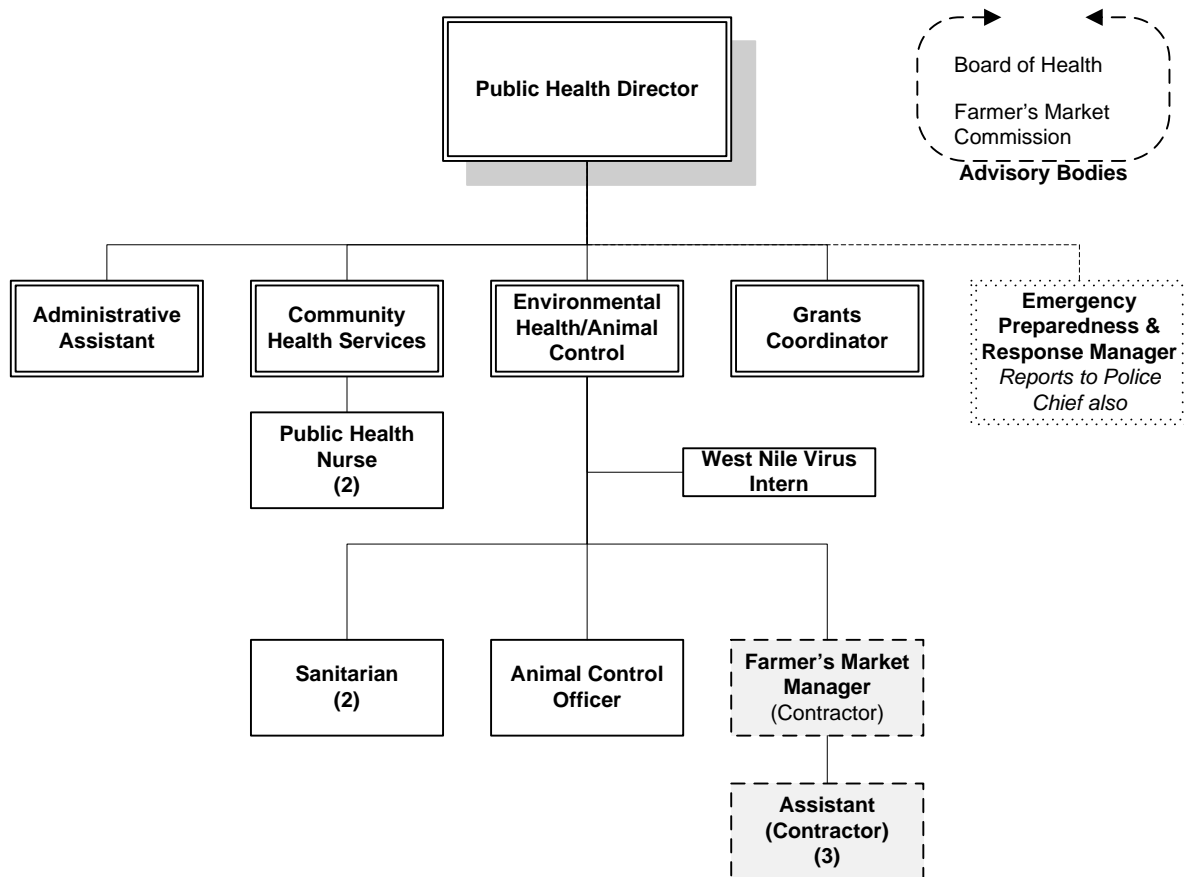 Public Health Director
Board of Health
Farmer’s Market
Commission
Advisory Bodies
Administrative
Assistant
Community
Health Services
Environmental
Health/Animal
Control
Grants
Coordinator
Emergency
Preparedness &
Response Manager
Reports to Police
Chief also
Public Health
Nurse
(2)
West Nile Virus
Intern
Sanitarian
(2)
Animal Control
Officer
Farmer’s Market
Manager
(Contractor)
Assistant
(Contractor)
(3)